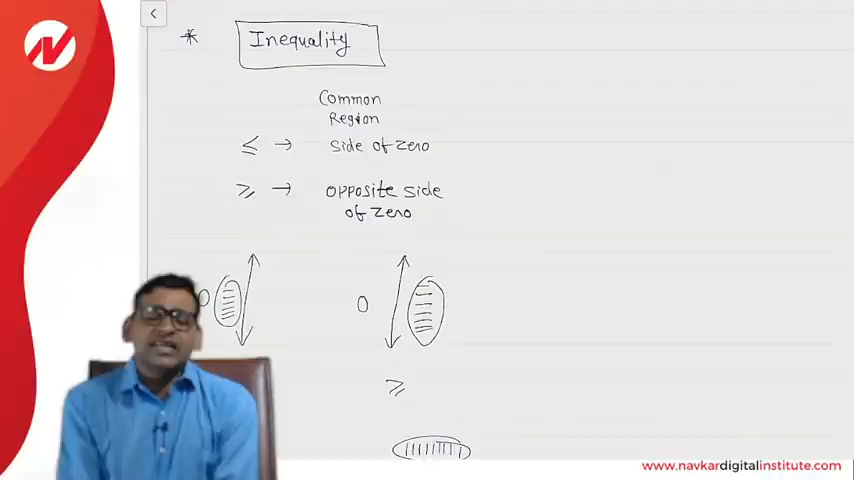 * Inequality
Common
Region
≤ → side of zero
≥ → opposite side
of zero
0
0
≥
www.navkardigitalinstitute.com